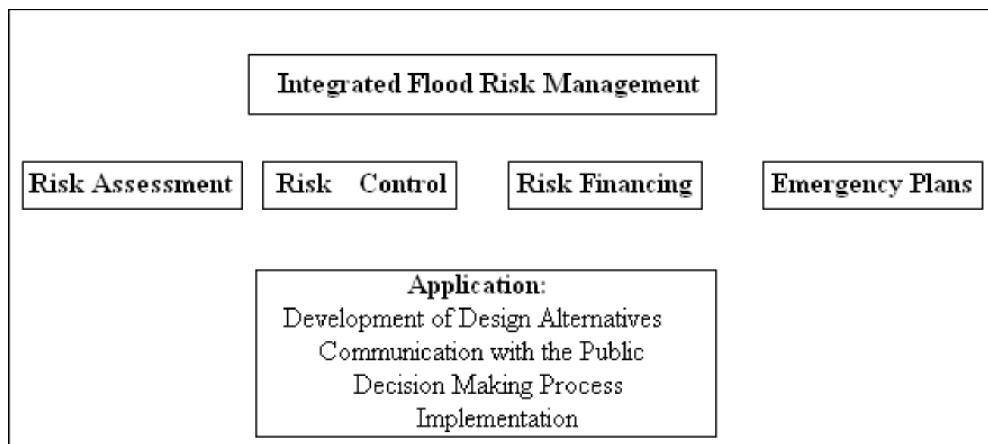 Integrated Flood Risk Management
Risk Assessment
Risk Control
Risk Financing
Emergency Plans
Application:
Development of Design Alternatives
Communication with the Public
Decision Making Process
Implementation